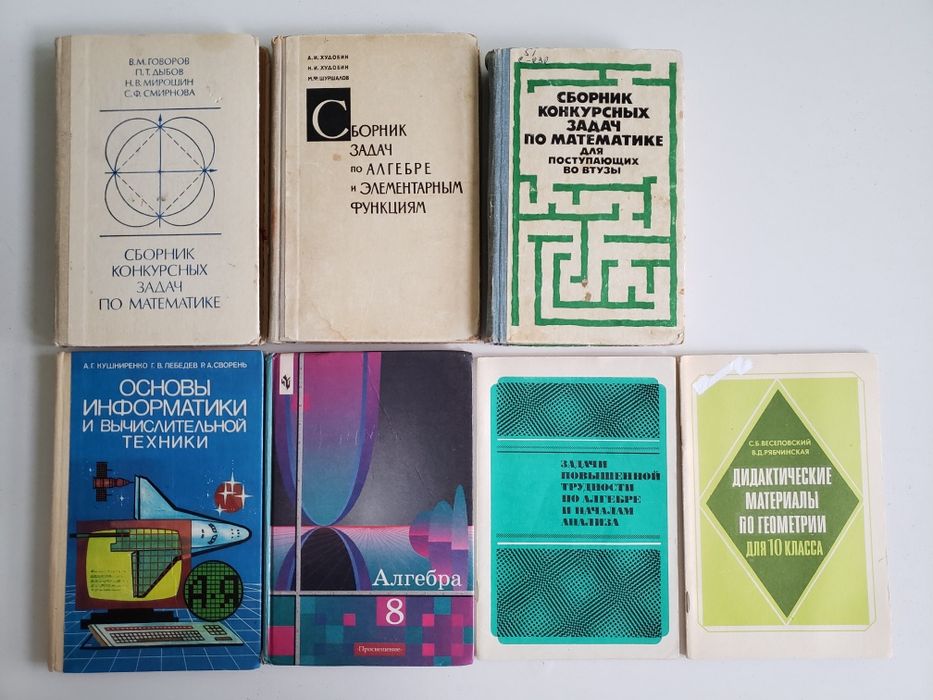 В.М.ГОВОРОВ
П.Т.ДЫБОВ
Н.В.МИРОШИН
С.Ф.СМИРНОВА
СБОРНИК
КОНКУРСНЫХ
ЗАДАЧ
ПО МАТЕМАТИКЕ
А.И.ХУДОБИН
Н.И.ХУДОБИН
М.Ф.ШУРШАЛОВ
СБОРНИК
ЗАДАЧ
по АЛГЕБРЕ
и ЭЛЕМЕНТАРНЫМ
ФУНКЦИЯМ
51
СБОРНИК
КОНКУРСНЫХ
ЗАДАЧ
ПО МАТЕМАТИКЕ
ДЛЯ
ПОСТУПАЮЩИХ
ВО ВТУЗЫ
А.Г.КУШНИРЕНКО Г.В.ЛЕБЕДЕВ Р.А.СВОРЕНЬ
ОСНОВЫ
ИНФОРМАТИКИ
И ВЫЧИСЛИТЕЛЬНОЙ
ТЕХНИКИ
Алгебра
8
·Просвещение·
ЗАДАЧИ
ПОВЫШЕННОЙ
ТРУДНОСТИ
ПО АЛГЕБРЕ
И НАЧАЛАМ
АНАЛИЗА
С.Б.ВЕСЕЛОВСКИЙ
В.Д.РЯБЧИНСКАЯ
ДИДАКТИЧЕСКИЕ
МАТЕРИАЛЫ
ПО ГЕОМЕТРИИ
ДЛЯ 10 КЛАССА